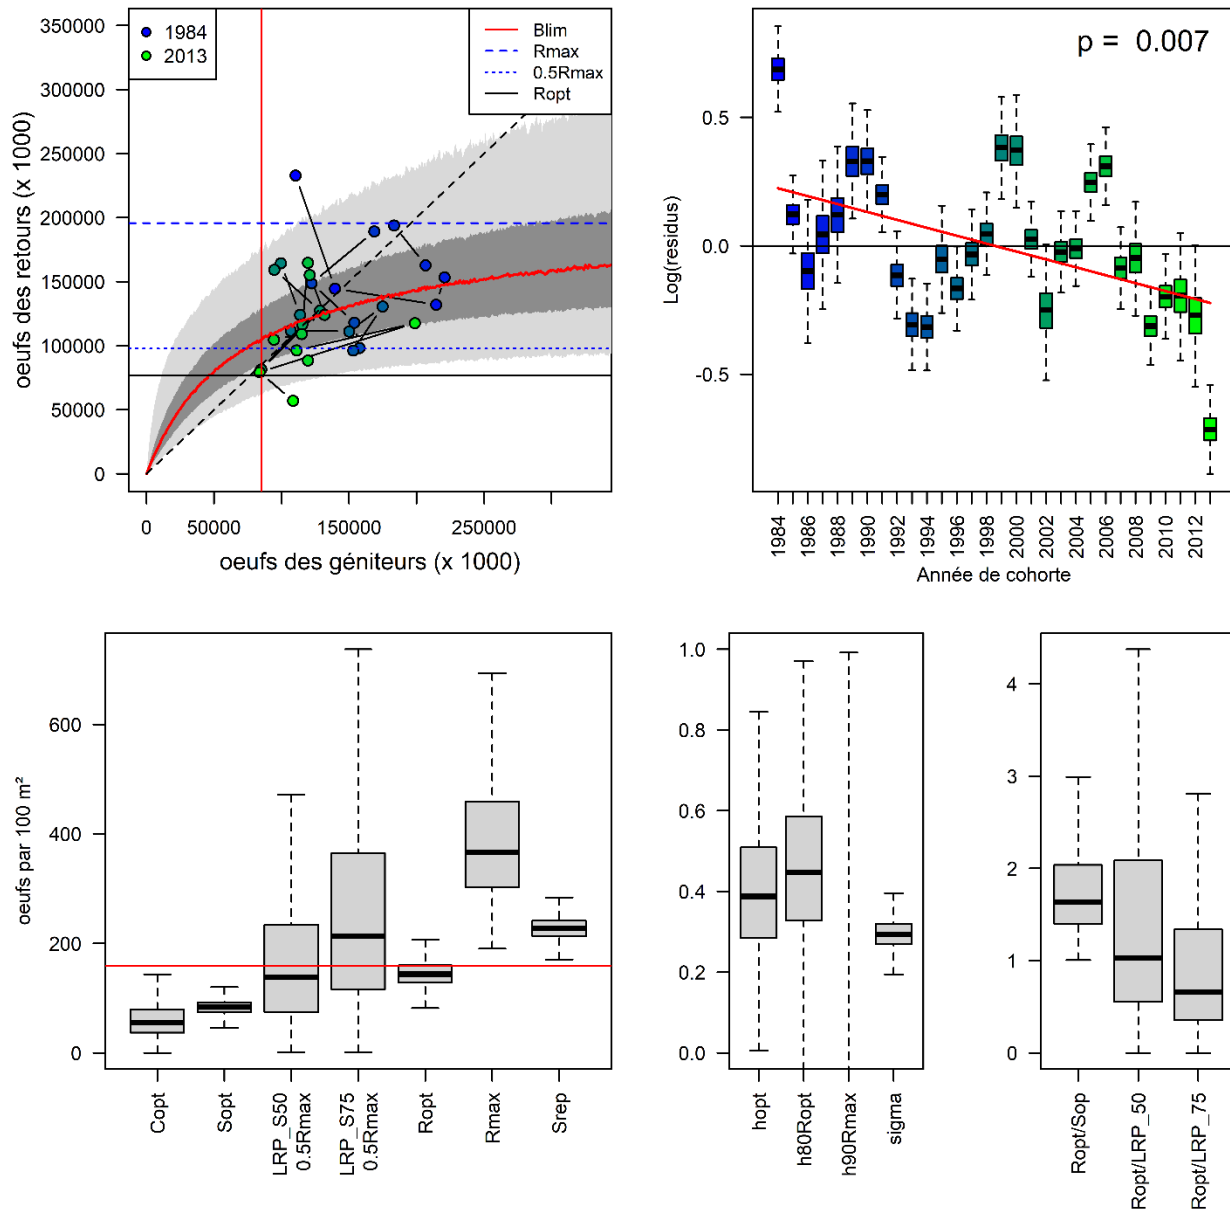 350000
300000
250000
200000
150000
100000
50000
0
oeufs des retours (x 1000)
1984
2013
Blim
Rmax
0.5Rmax
Ropt
0
50000
150000
250000
oeufs des géniteurs (x 1000)
p = 0.007
0.5
0.0
-0.5
Log(residus)
1984
1986
1988
1990
1992
1994
1996
1998
2000
2002
2004
2006
2008
2010
2012
Année de cohorte
600
400
200
0
oeufs par 100 m²
Copt
Sopt
LRP_S50
0.5Rmax
LRP_S75
0.5Rmax
Ropt
Rmax
Srep
1.0
0.8
0.6
0.4
0.2
0.0
hopt
h80Ropt
h90Rmax
sigma
4
3
2
1
0
Ropt/Sop
Ropt/LRP_50
Ropt/LRP_75